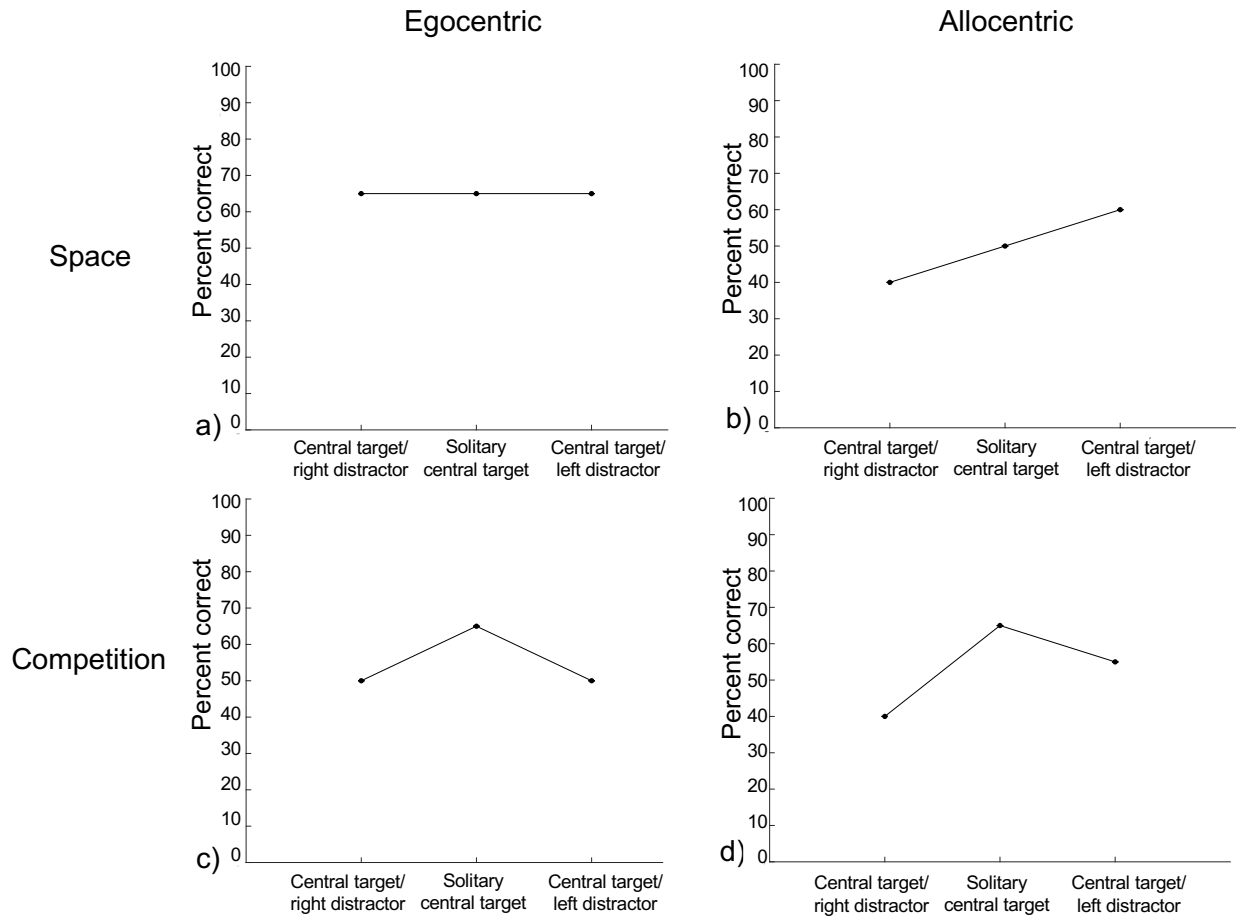 Egocentric
Allocentric
Space
Percent correct
100
90
80
70
60
50
40
30
20
10
0
a)
Central target/
right distractor
Solitary
central target
Central target/
left distractor
Percent correct
100
90
80
70
60
50
40
30
20
10
0
b)
Central target/
right distractor
Solitary
central target
Central target/
left distractor
Competition
Percent correct
100
90
80
70
60
50
40
30
20
10
0
c)
Central target/
right distractor
Solitary
central target
Central target/
left distractor
Percent correct
100
90
80
70
60
50
40
30
20
10
0
d)
Central target/
right distractor
Solitary
central target
Central target/
left distractor